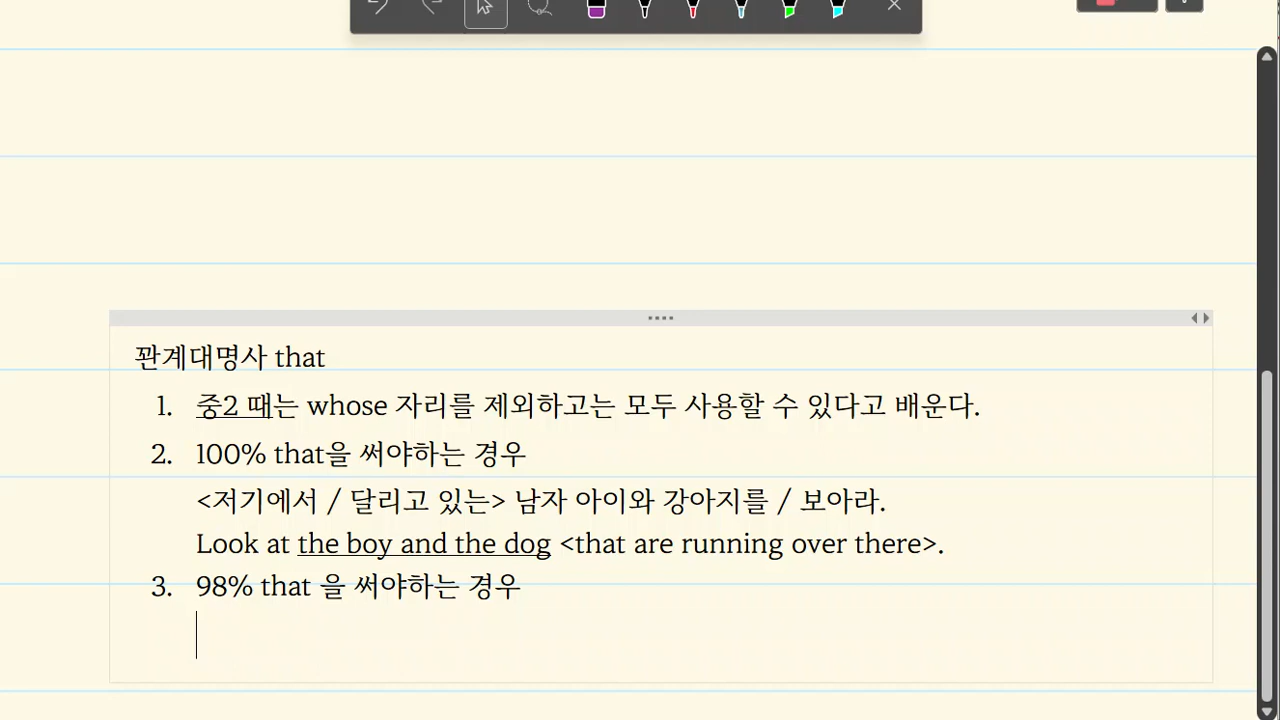 관계대명사 that
1. 중2 때는 whose 자리를 제외하고는 모두 사용할 수 있다고 배운다.
2. 100% that을 써야하는 경우
<저기에서 / 달리고 있는> 남자 아이와 강아지를 / 보아라.
Look at the boy and the dog <that are running over there>.
3. 98% that 을 써야하는 경우